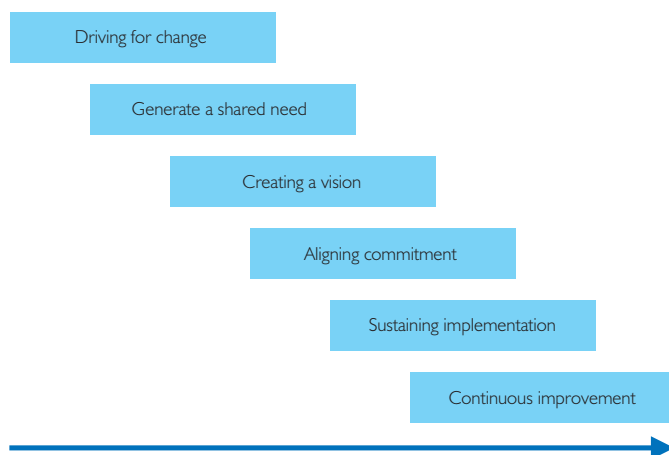 Driving for change
Generate a shared need
Creating a vision
Aligning commitment
Sustaining implementation
Continuous improvement